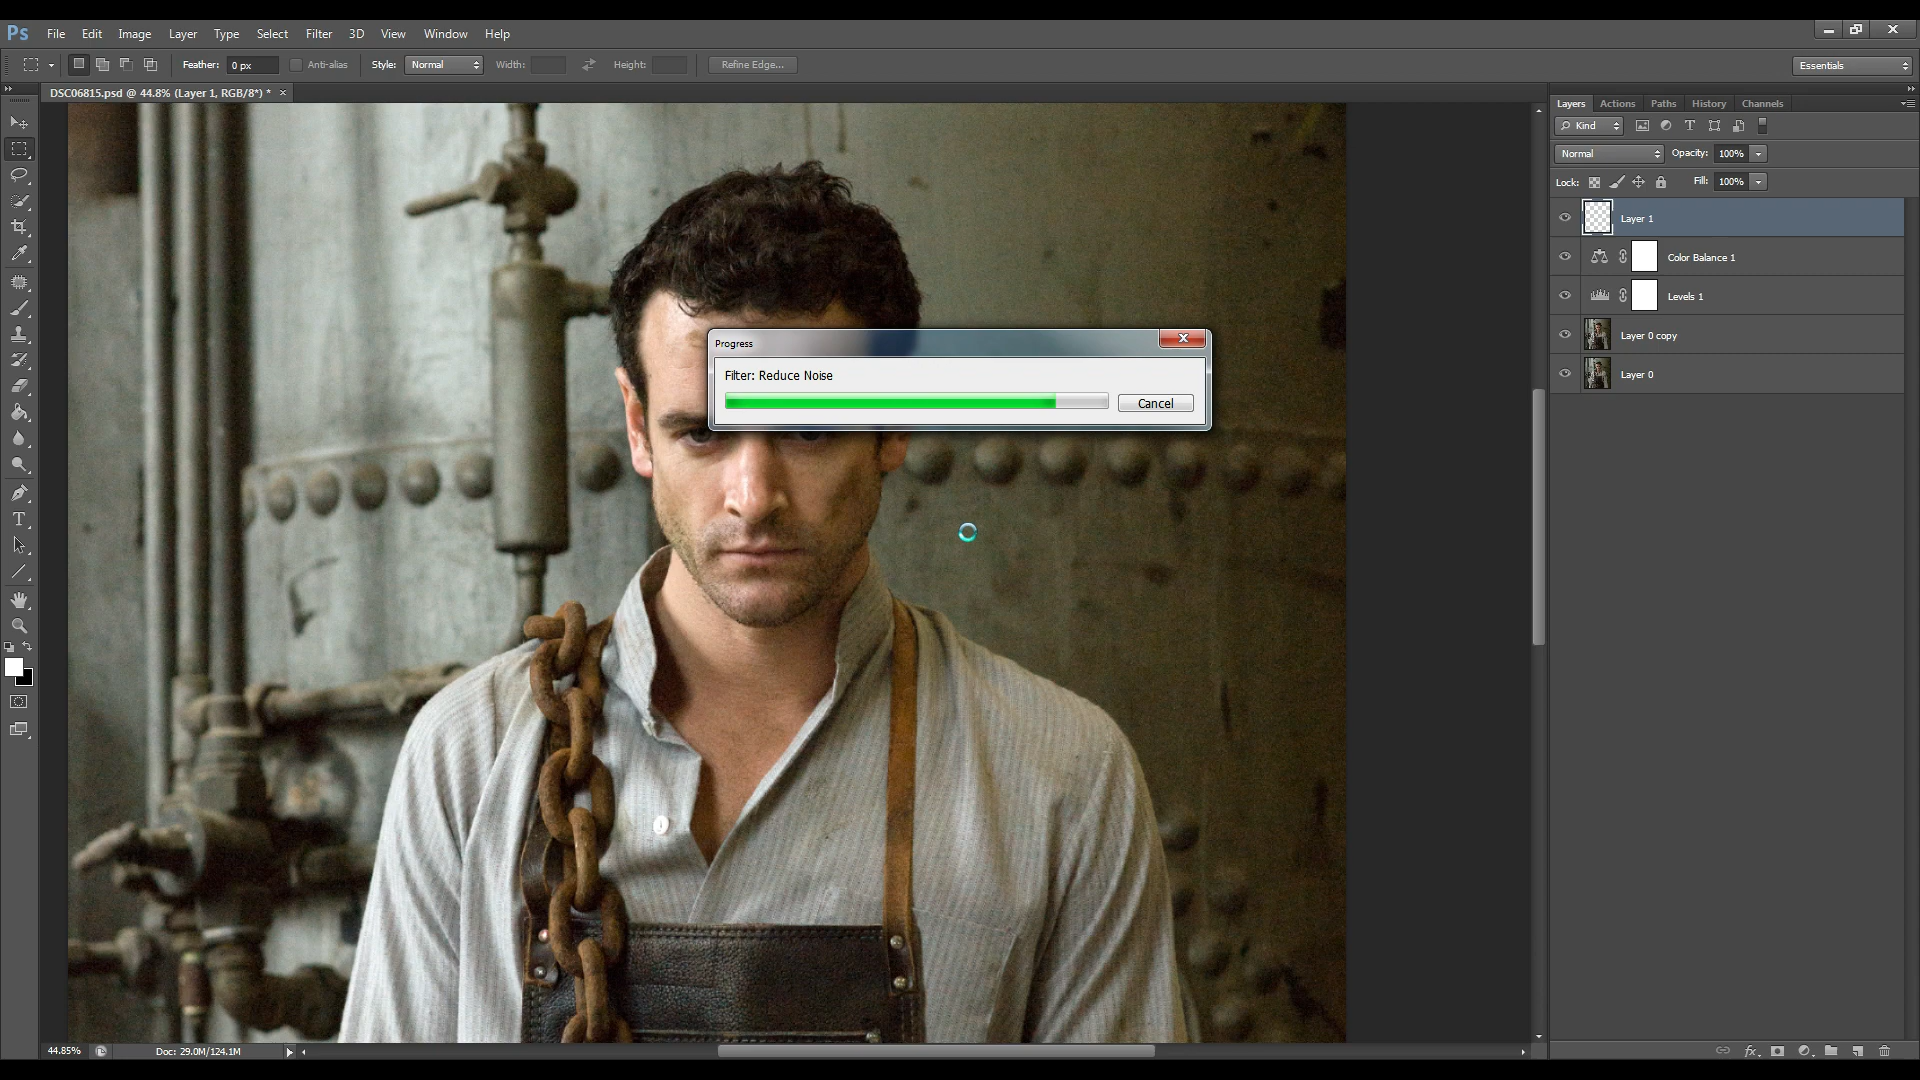 Ps File Edit Image Layer Type Select Filter 3D View Window Help
Feather: 0 px Anti-alias Style: Normal Width: Height: Refine Edge... Essentials
DSC06815.psd @ 44.8% (Layer 1, RGB/8*) * ×
Layers Actions Paths History Channels
Kind
Normal Opacity: 100%
Lock: Fill: 100%
Layer 1
Color Balance 1
Levels 1
Layer 0 copy
Layer 0
Progress
Filter: Reduce Noise
Cancel
44.85% Doc: 29.0M/124.1M